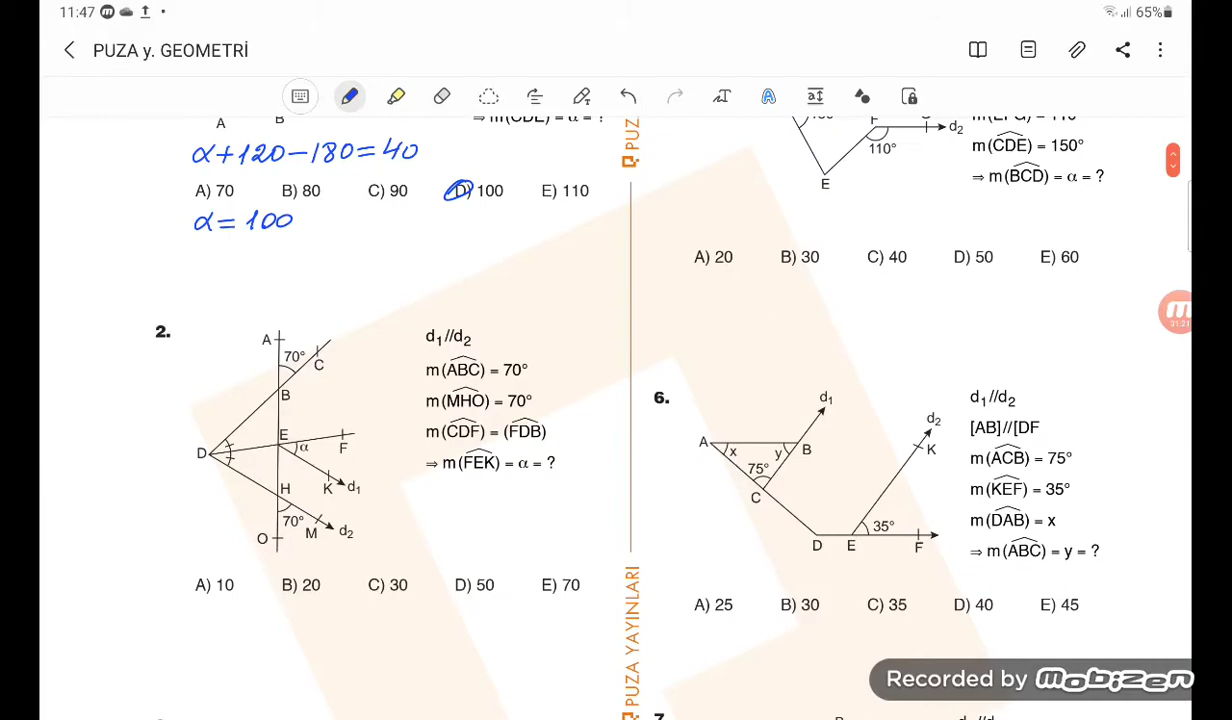 11:47
65%
PUZA y. GEOMETRİ
A B
⇒ m(CDE) = α = ?
α + 120 − 180 = 40
A) 70 B) 80 C) 90 D) 100 E) 110
α = 100
2.
A
70°
C
B
E
α
F
D
K d₁
H
70°
M d₂
O
d₁//d₂
m(ABC) = 70°
m(MHO) = 70°
m(CDF) = (FDB)
⇒ m(FEK) = α = ?
A) 10 B) 20 C) 30 D) 50 E) 70
PUZ
PUZA YAYINLARI
d₂
110°
E
m(CDE) = 150°
⇒ m(BCD) = α = ?
A) 20 B) 30 C) 40 D) 50 E) 60
6.
d₁
A x y B
75°
C
d₂
K
35°
D E F
d₁//d₂
[AB]//[DF
m(ACB) = 75°
m(KEF) = 35°
m(DAB) = x
⇒ m(ABC) = y = ?
A) 25 B) 30 C) 35 D) 40 E) 45
01:21
Recorded by mobizen